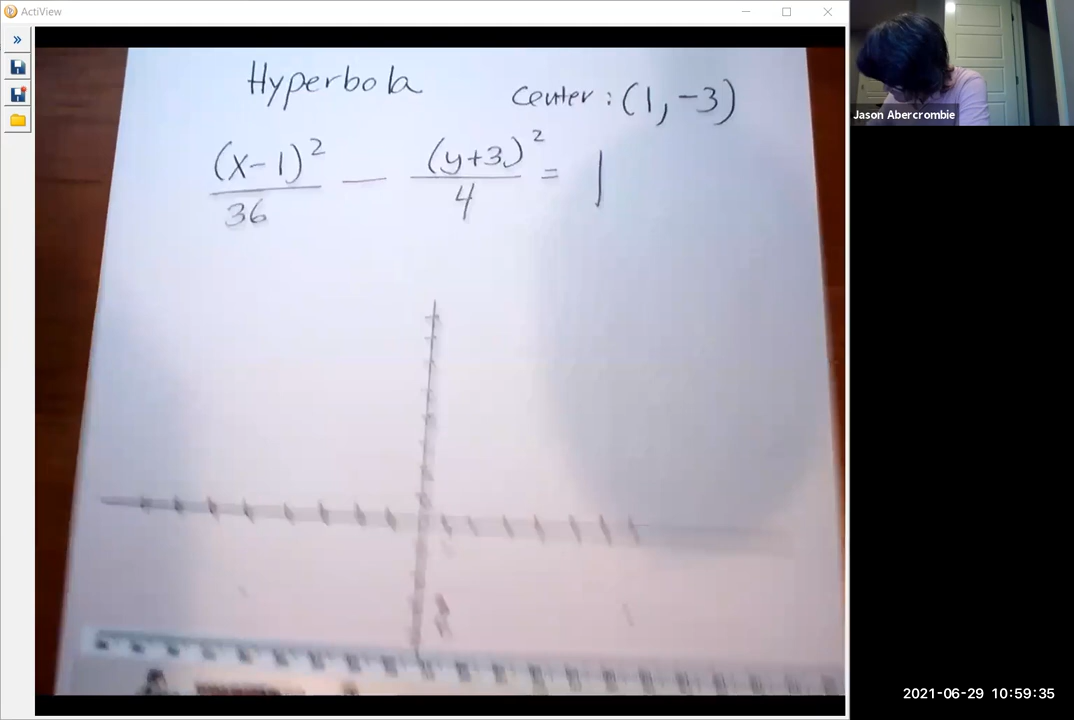 ActiView
Hyperbola
Center : (1, -3)
(x-1)² / 36 — (y+3)² / 4 = 1
Jason Abercrombie
2021-06-29 10:59:35